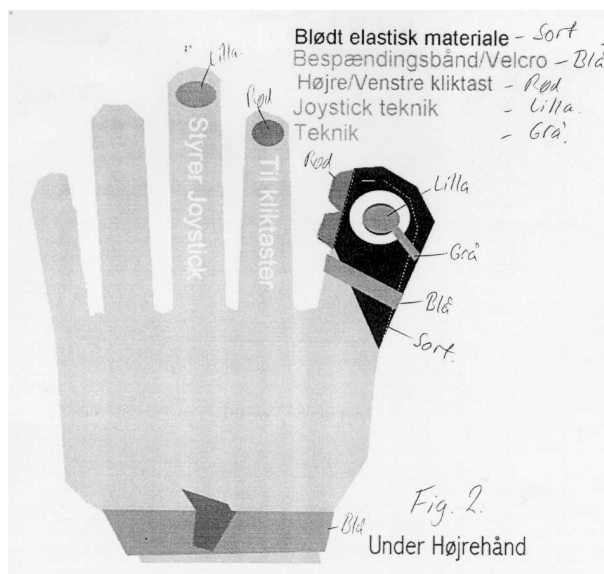 Blødt elastisk materiale - Sort
Bespændingsbånd/Velcro - Blå
Højre/Venstre kliktast - Rød
Joystick teknik - Lilla.
Teknik - Grå.
" Lilla.
Rød
Styrer Joystick
Til kliktaster
Rød
Lilla
Grå
Blå
Sort.
Blå
Fig. 2.
Under Højrehånd